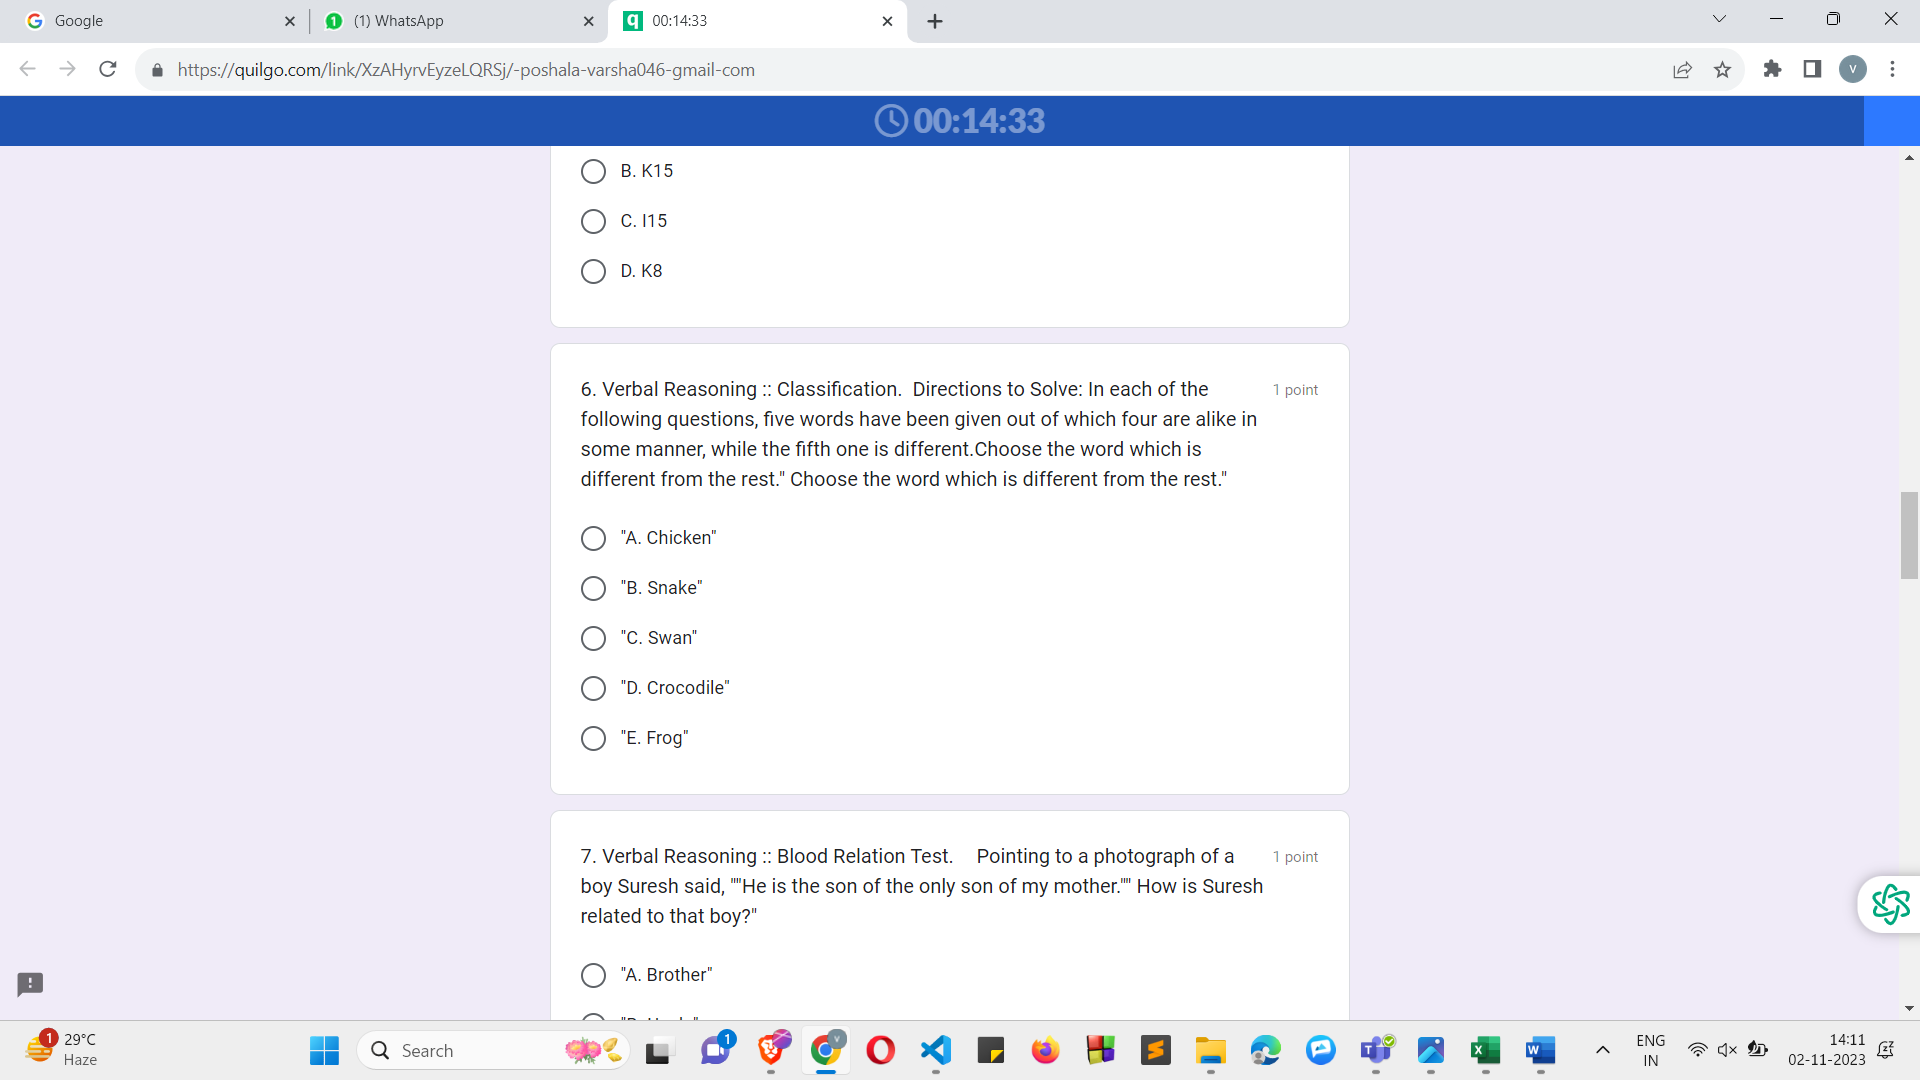 Google
(1) WhatsApp
00:14:33
https://quilgo.com/link/XzAHyrvEyzeLQRSj/-poshala-varsha046-gmail-com
V
00:14:33
B. K15
C. I15
D. K8
6. Verbal Reasoning :: Classification.  Directions to Solve: In each of the
1 point
following questions, five words have been given out of which four are alike in
some manner, while the fifth one is different.Choose the word which is
different from the rest." Choose the word which is different from the rest."
"A. Chicken"
"B. Snake"
"C. Swan"
"D. Crocodile"
"E. Frog"
7. Verbal Reasoning :: Blood Relation Test.    Pointing to a photograph of a
1 point
boy Suresh said, ""He is the son of the only son of my mother."" How is Suresh
related to that boy?"
"A. Brother"
1
29°C
Haze
Search
1
ENG
IN
14:11
02-11-2023